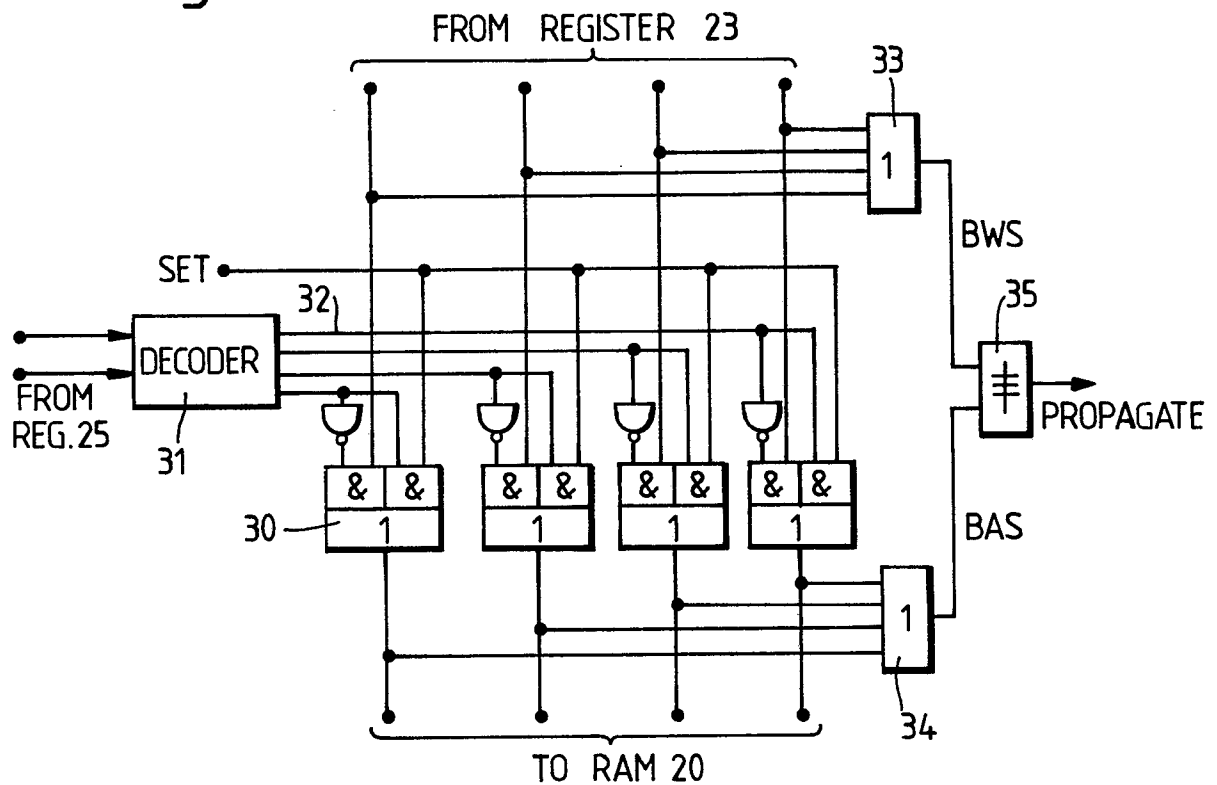 FROM REGISTER 23
33
1
BWS
SET
32
35
DECODER
PROPAGATE
FROM
REG.25
31
& & & & & & & &
30
1 1 1 1
BAS
1
34
TO RAM 20